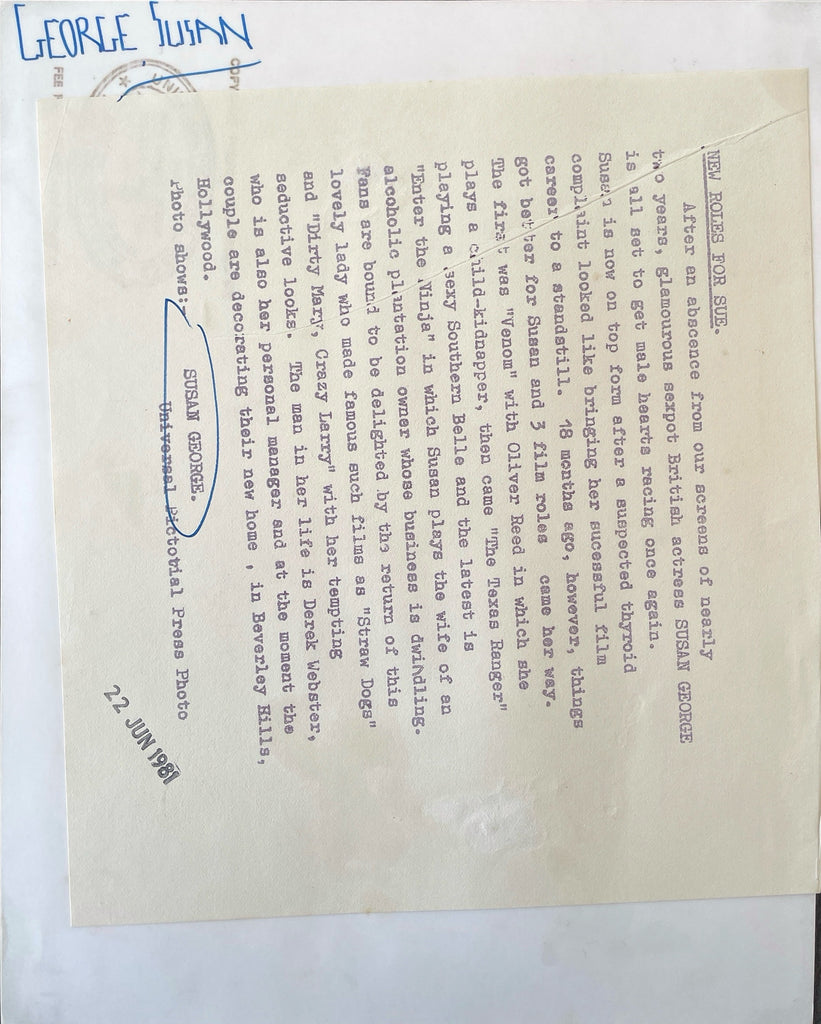 GEORGE SUSAN
COPY
FEE
UNI
NEW ROLES FOR SUE.
After an abscence from our screens of nearly
two years, glamourous sexpot British actress SUSAN GEORGE
is all set to get male hearts racing once again.
Susan is now on top form after a suspected thyroid
complaint looked like bringing her sucessful film
career to a standstill. 18 months ago, however, things
got better for Susan and 3 film roles came her way.
The first was "Venom" with Oliver Reed in which she
plays a child-kidnapper, then came "The Texas Ranger"
playing a sexy Southern Belle and the latest is
"Enter the Ninja" in which Susan plays the wife of an
alcoholic plantation owner whose business is dwindling.
Fans are bound to be delighted by the return of this
lovely lady who made famous such films as "Straw Dogs"
and "Dirty Mary, Crazy Larry" with her tempting
seductive looks. The man in her life is Derek Webster,
who is also her personal manager and at the moment the
couple are decorating their new home , in Beverley Hills,
Hollywood.
Photo shows:-
SUSAN GEORGE.
Universal Pictotial Press Photo
22 JUN 1981